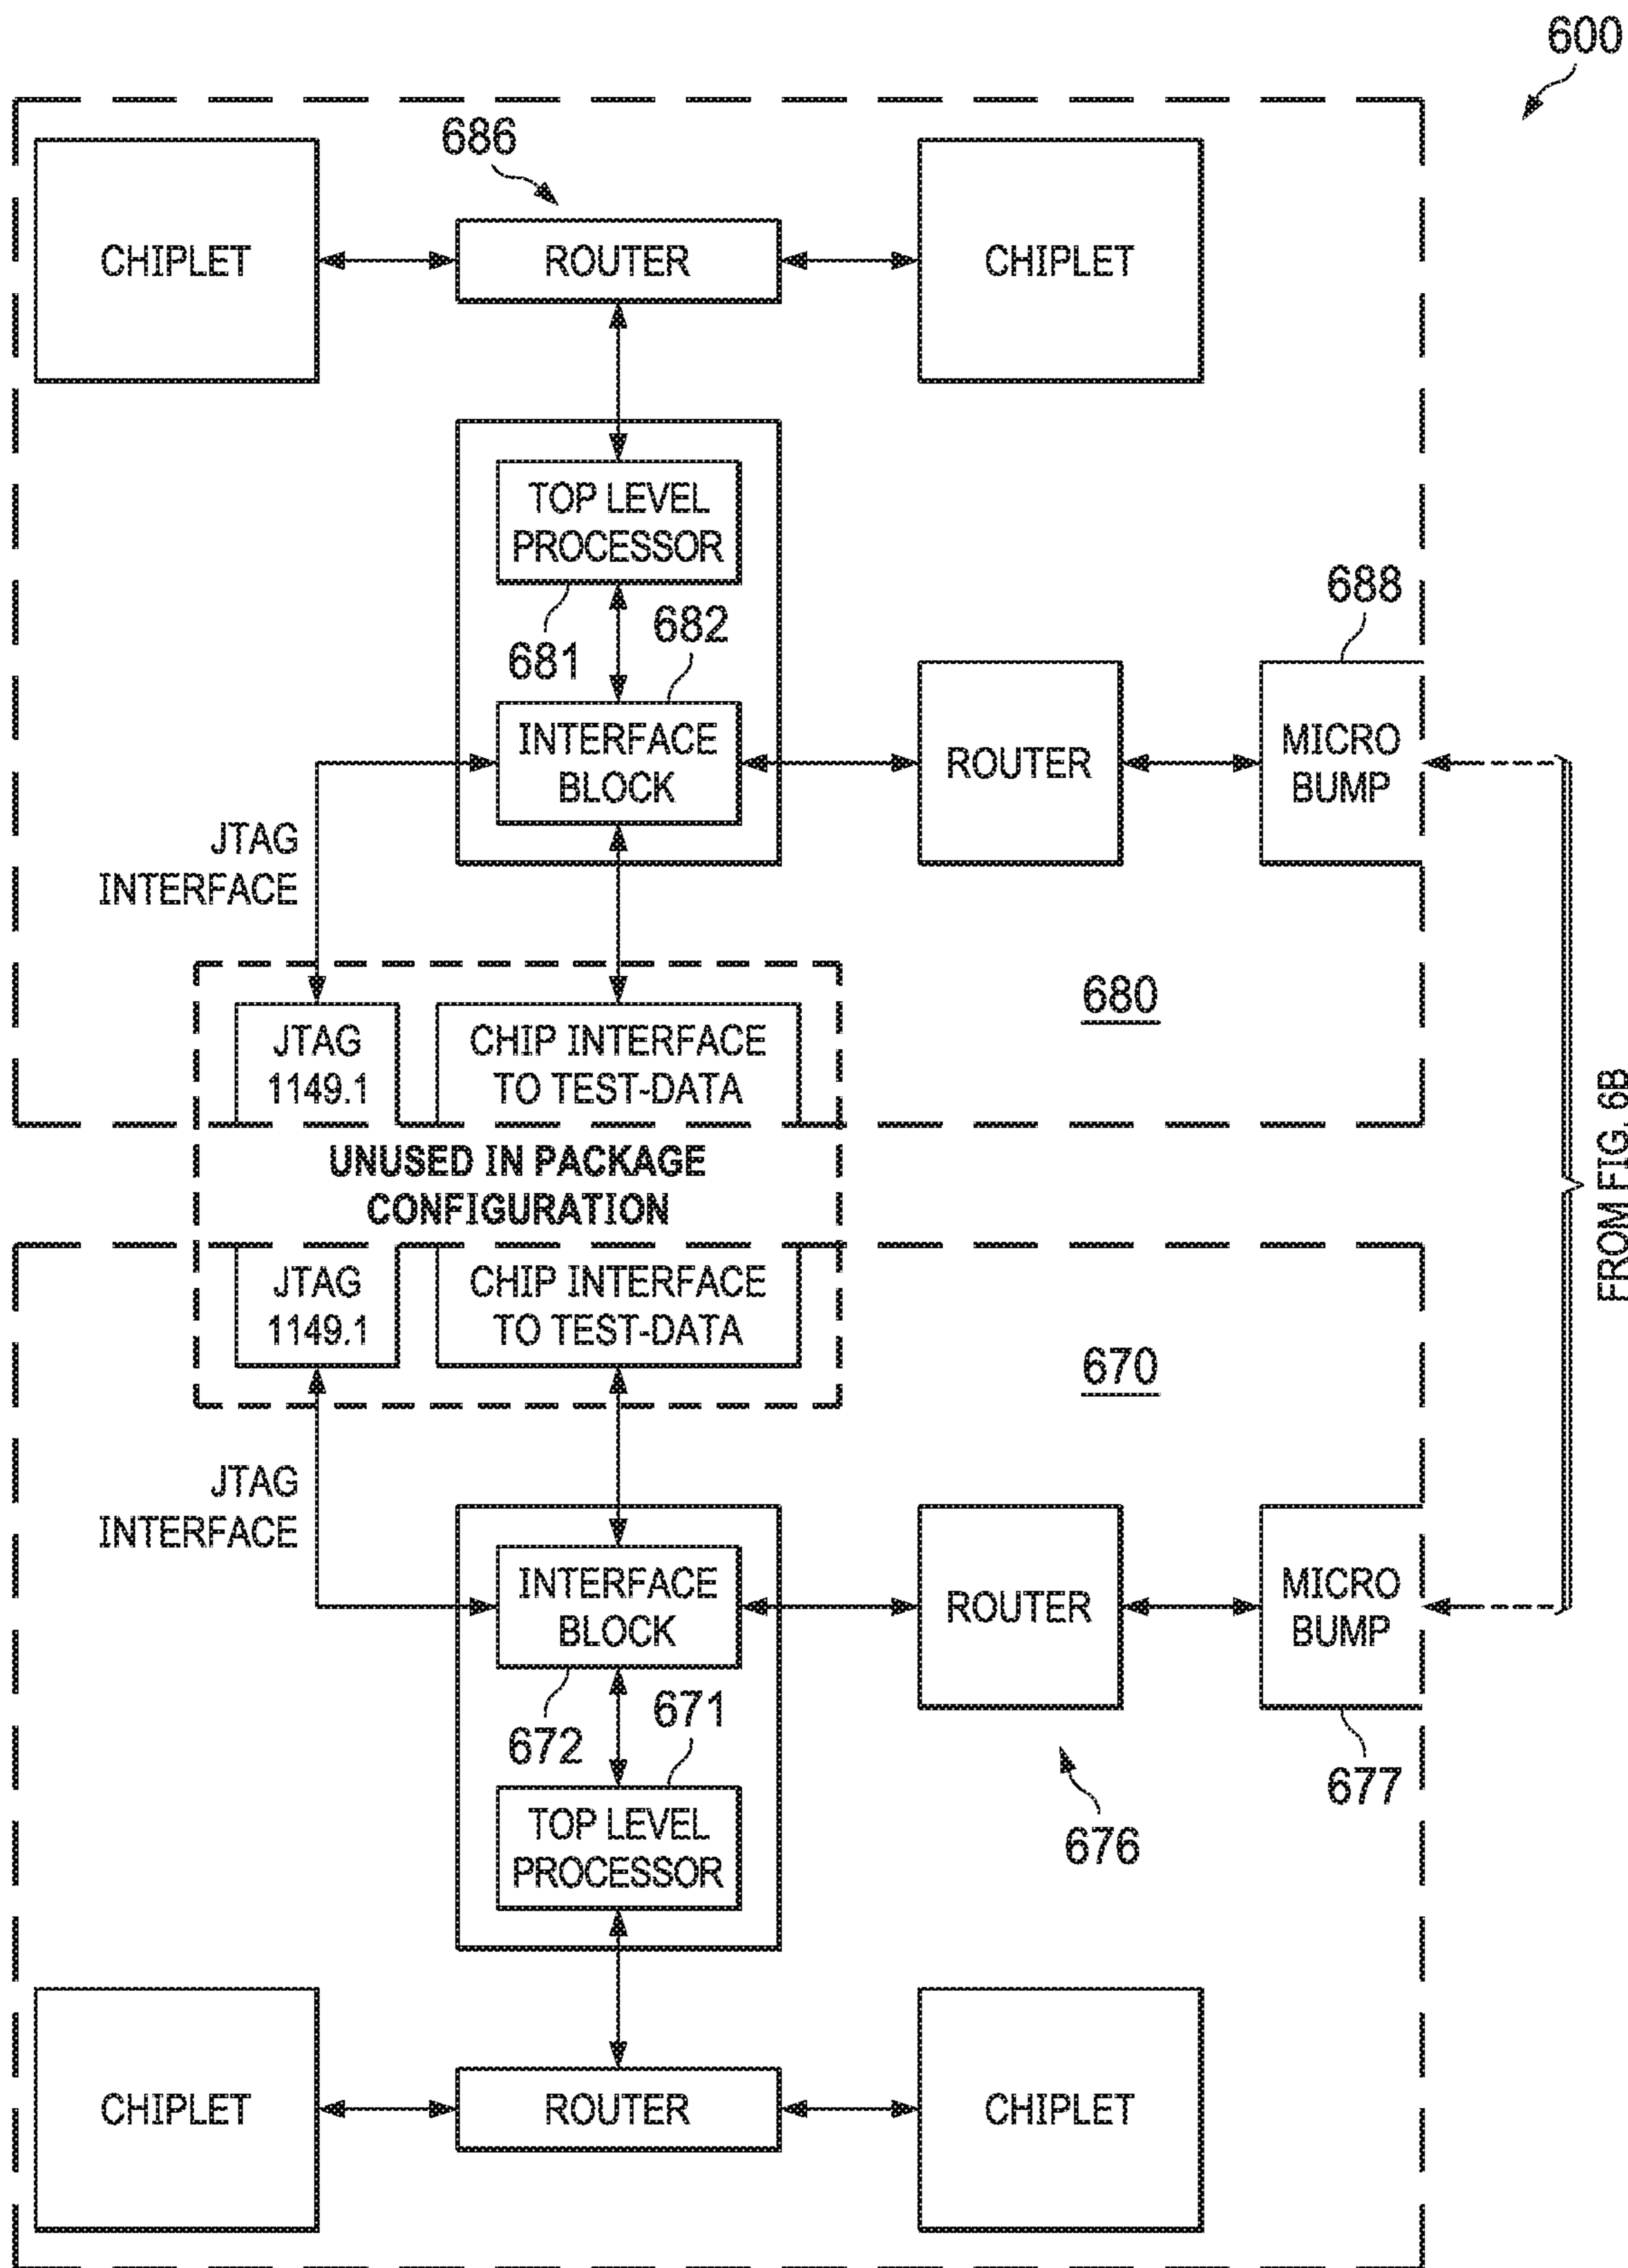 600
686
CHIPLET
ROUTER
CHIPLET
TOP LEVEL
PROCESSOR
681
682
688
INTERFACE
BLOCK
ROUTER
MICRO
BUMP
JTAG
INTERFACE
680
JTAG
1149.1
CHIP INTERFACE
TO TEST-DATA
UNUSED IN PACKAGE
CONFIGURATION
FROM FIG. 6B
JTAG
1149.1
CHIP INTERFACE
TO TEST-DATA
670
JTAG
INTERFACE
INTERFACE
BLOCK
ROUTER
MICRO
BUMP
672
671
677
676
TOP LEVEL
PROCESSOR
CHIPLET
ROUTER
CHIPLET